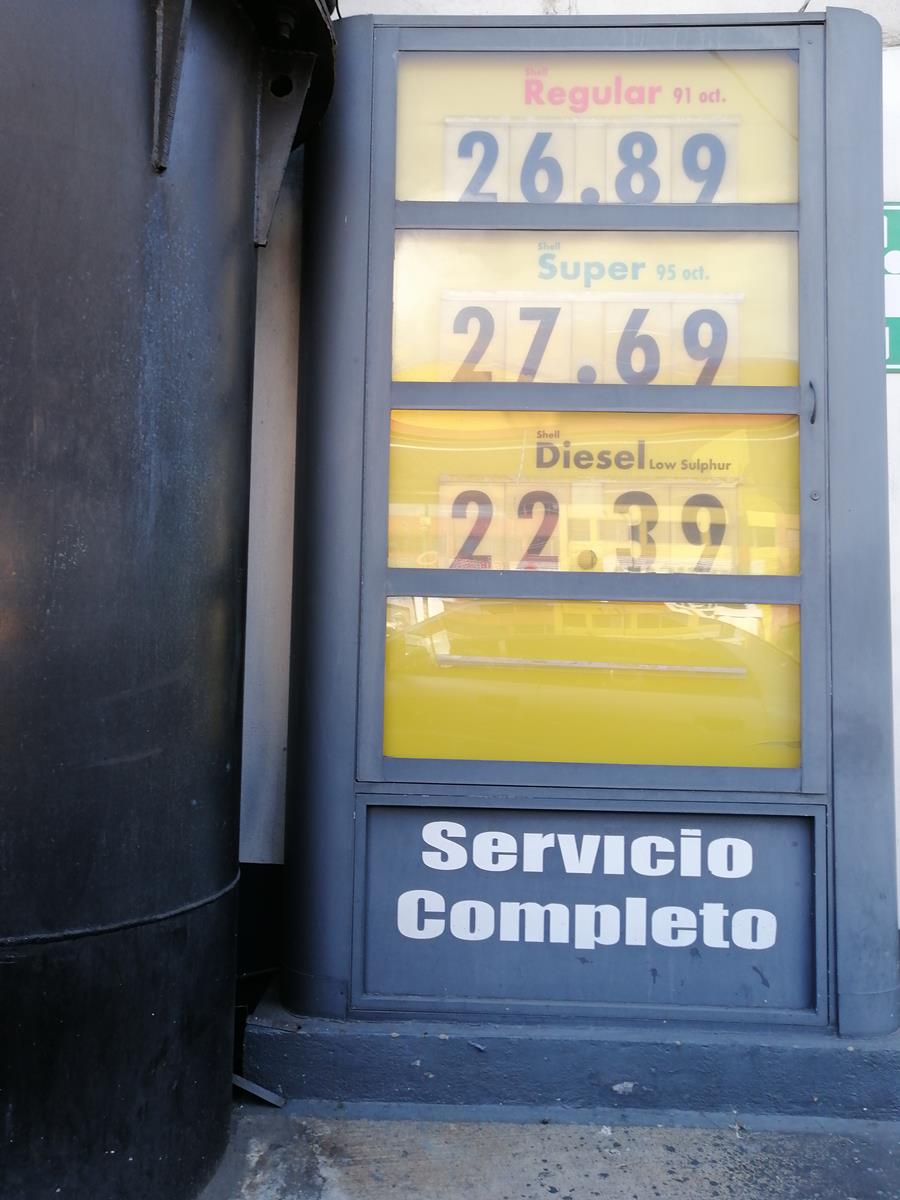 Shell
Regular 91 oct.
26.89
Shell
Super 95 oct.
27.69
Shell
Diesel Low Sulphur
22.39
Servicio
Completo